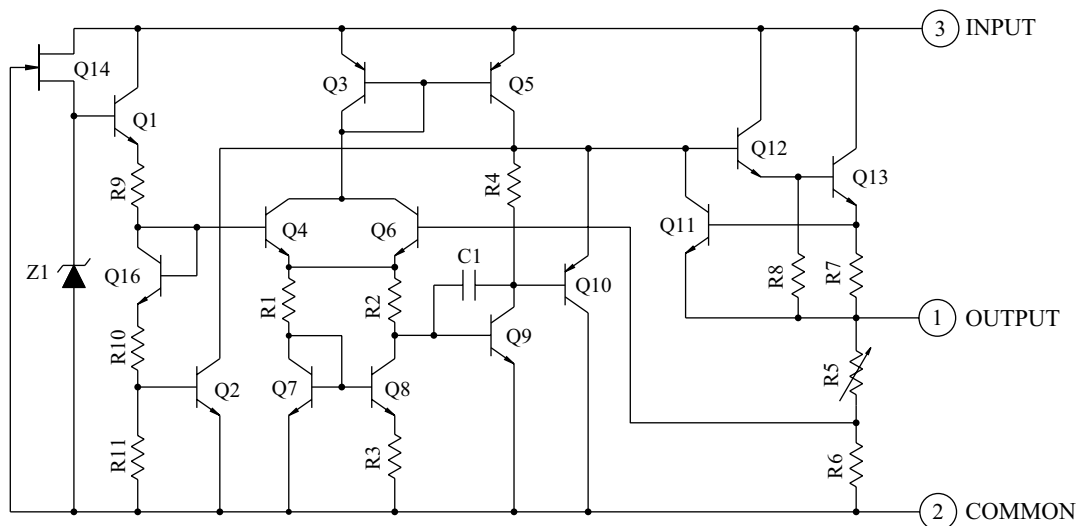 3 INPUT
Q14
Q3
Q5
Q1
Q12
Q13
R9
R4
Q4
Q6
Q11
Z1
Q16
C1
Q10
R8
R7
R1
R2
Q9
1 OUTPUT
R10
R5
Q2
Q7
Q8
R11
R3
R6
2 COMMON